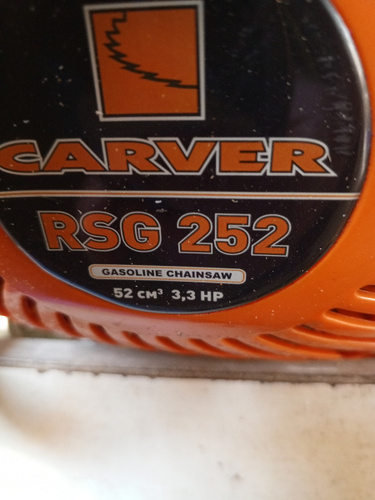 CARVER
RSG 252
GASOLINE CHAINSAW
52 см³ 3,3 HP